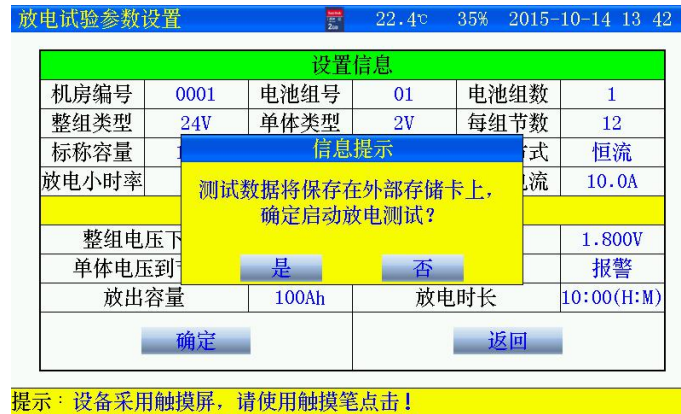 放电试验参数设置 22.4℃ 35% 2015-10-14 13 42
设置信息
机房编号 0001 电池组号 01 电池组数 1
整组类型 24V 单体类型 2V 每组节数 12
标称容量 1 式 恒流
放电小时率 流 10.0A
信息提示
测试数据将保存在外部存储卡上，
确定启动放电测试？
是 否
整组电压下 1.800V
单体电压到 报警
放出容量 100Ah 放电时长 10:00(H:M)
确定 返回
提示：设备采用触摸屏，请使用触摸笔点击！